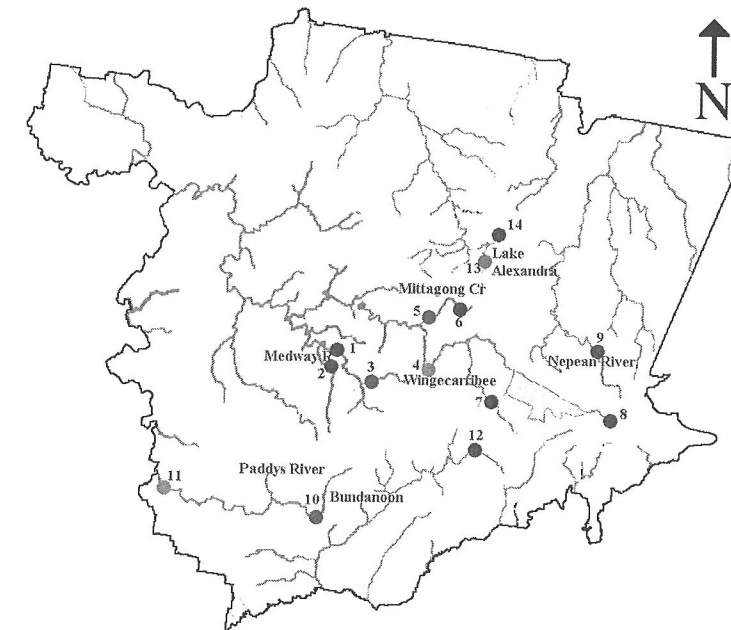 N
14
13
Lake
Alexandra
Mittagong Cr
5
6
1
Medway R
2
3
4
Wingecarribee
9
Nepean River
7
8
12
11
Paddys River
10
Bundanoon